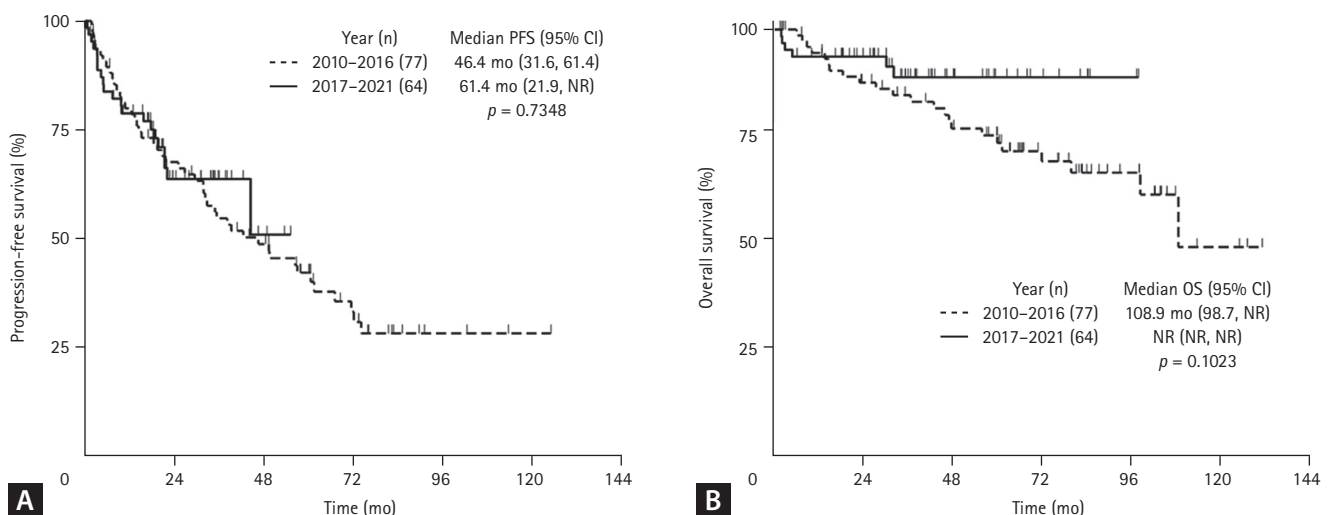 100
75
50
25
0
24
48
72
96
120
144
Progression-free survival (%)
Time (mo)
Year (n) Median PFS (95% CI)
2010–2016 (77) 46.4 mo (31.6, 61.4)
2017–2021 (64) 61.4 mo (21.9, NR)
p = 0.7348
A
100
75
50
25
0
24
48
72
96
120
144
Overall survival (%)
Time (mo)
Year (n) Median OS (95% CI)
2010–2016 (77) 108.9 mo (98.7, NR)
2017–2021 (64) NR (NR, NR)
p = 0.1023
B